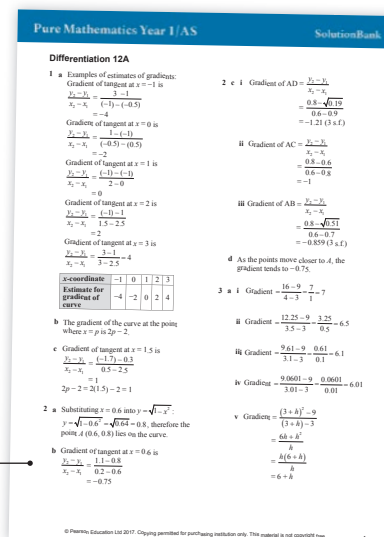 Pure Mathematics Year 1/AS
SolutionBank
Differentiation 12A
1 a Examples of estimates of gradients:
Gradient of tangent at x = −1 is
(y₂ − y₁)/(x₂ − x₁) = (3 − 1)/((−1) − (−0.5))
= −4
Gradient of tangent at x = 0 is
(y₂ − y₁)/(x₂ − x₁) = (1 − (−1))/((−0.5) − (0.5))
= −2
Gradient of tangent at x = 1 is
(y₂ − y₁)/(x₂ − x₁) = ((−1) − (−1))/(2 − 0)
= 0
Gradient of tangent at x = 2 is
(y₂ − y₁)/(x₂ − x₁) = ((−1) − 1)/(1.5 − 2.5)
= 2
Gradient of tangent at x = 3 is
(y₂ − y₁)/(x₂ − x₁) = (3 − 1)/(3 − 2.5) = 4
x-coordinate −1 0 1 2 3
Estimate for
gradient of −4 −2 0 2 4
curve
b The gradient of the curve at the point
where x = p is 2p − 2.
c Gradient of tangent at x = 1.5 is
(y₂ − y₁)/(x₂ − x₁) = ((−1.7) − 0.3)/(0.5 − 2.5)
= 1
2p − 2 = 2(1.5) − 2 = 1
2 a Substituting x = 0.6 into y = √(1 − x²):
y = √(1 − 0.6²) = √0.64 = 0.8, therefore the
point A (0.6, 0.8) lies on the curve.
b Gradient of tangent at x = 0.6 is
(y₂ − y₁)/(x₂ − x₁) = (1.1 − 0.8)/(0.2 − 0.6)
= −0.75
2 c i Gradient of AD = (y₂ − y₁)/(x₂ − x₁)
= (0.8 − √0.19)/(0.6 − 0.9)
= −1.21 (3 s.f.)
ii Gradient of AC = (y₂ − y₁)/(x₂ − x₁)
= (0.8 − 0.6)/(0.6 − 0.8)
= −1
iii Gradient of AB = (y₂ − y₁)/(x₂ − x₁)
= (0.8 − √0.51)/(0.6 − 0.7)
= −0.859 (3 s.f.)
d As the points move closer to A, the
gradient tends to −0.75.
3 a i Gradient = (16 − 9)/(4 − 3) = 7/1 = 7
ii Gradient = (12.25 − 9)/(3.5 − 3) = 3.25/0.5 = 6.5
iii Gradient = (9.61 − 9)/(3.1 − 3) = 0.61/0.1 = 6.1
iv Gradient = (9.0601 − 9)/(3.01 − 3) = 0.0601/0.01 = 6.01
v Gradient = ((3 + h)² − 9)/((3 + h) − 3)
= (6h + h²)/h
= h(6 + h)/h
= 6 + h
© Pearson Education Ltd 2017. Copying permitted for purchasing institution only. This material is not copyright free.